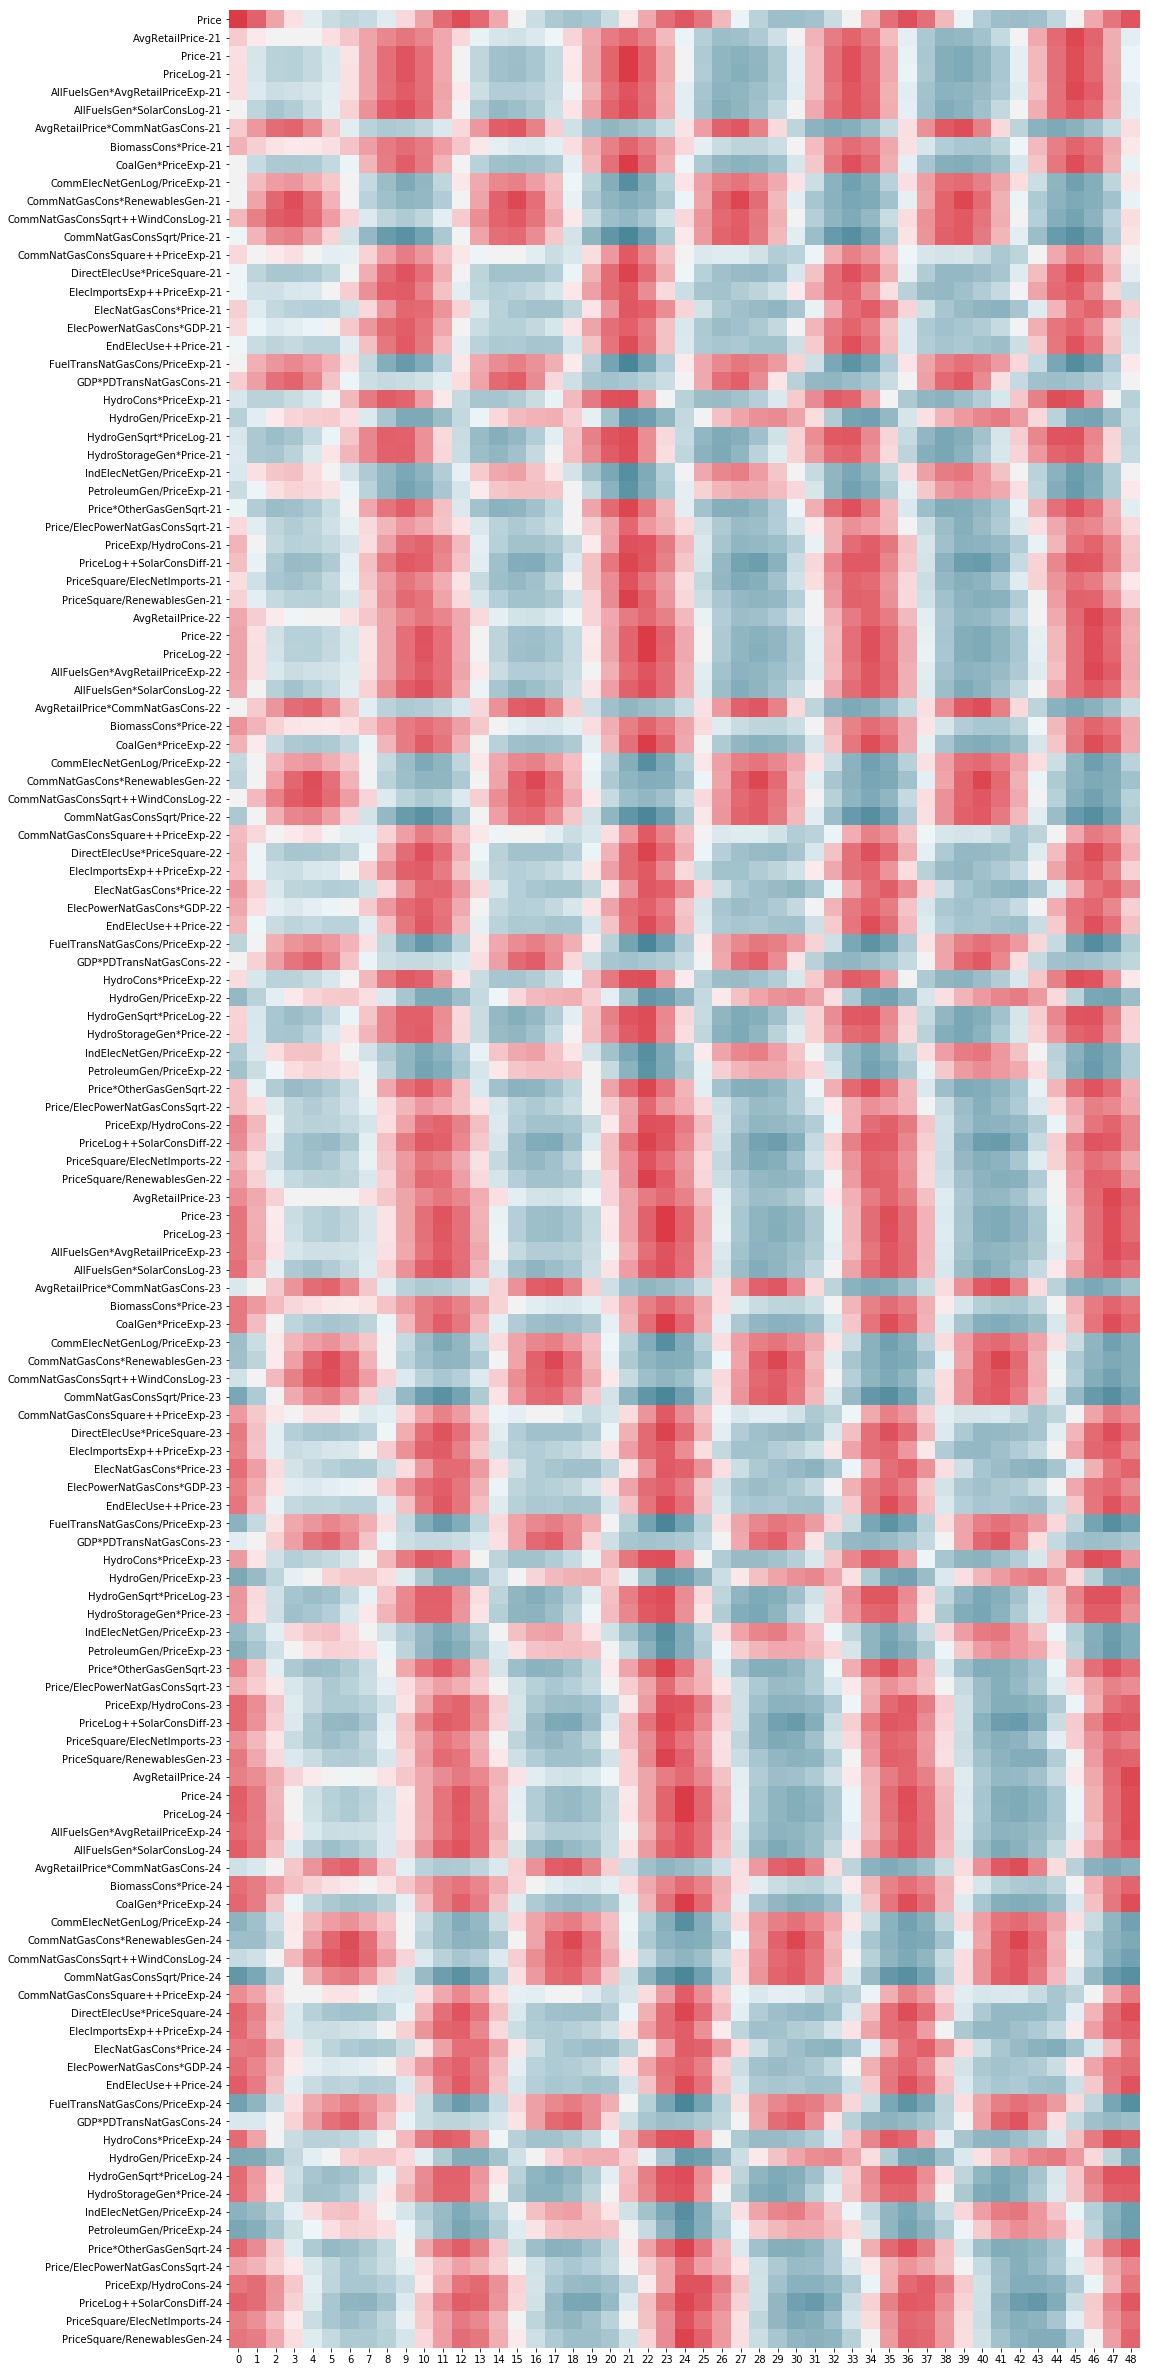 Price
AvgRetailPrice-21
Price-21
PriceLog-21
AllFuelsGen*AvgRetailPriceExp-21
AllFuelsGen*SolarConsLog-21
AvgRetailPrice*CommNatGasCons-21
BiomassCons*Price-21
CoalGen*PriceExp-21
CommElecNetGenLog/PriceExp-21
CommNatGasCons*RenewablesGen-21
CommNatGasConsSqrt++WindConsLog-21
CommNatGasConsSqrt/Price-21
CommNatGasConsSquare++PriceExp-21
DirectElecUse*PriceSquare-21
ElecImportsExp++PriceExp-21
ElecNatGasCons*Price-21
ElecPowerNatGasCons*GDP-21
EndElecUse++Price-21
FuelTransNatGasCons/PriceExp-21
GDP*PDTransNatGasCons-21
HydroCons*PriceExp-21
HydroGen/PriceExp-21
HydroGenSqrt*PriceLog-21
HydroStorageGen*Price-21
IndElecNetGen/PriceExp-21
PetroleumGen/PriceExp-21
Price*OtherGasGenSqrt-21
Price/ElecPowerNatGasConsSqrt-21
PriceExp/HydroCons-21
PriceLog++SolarConsDiff-21
PriceSquare/ElecNetImports-21
PriceSquare/RenewablesGen-21
AvgRetailPrice-22
Price-22
PriceLog-22
AllFuelsGen*AvgRetailPriceExp-22
AllFuelsGen*SolarConsLog-22
AvgRetailPrice*CommNatGasCons-22
BiomassCons*Price-22
CoalGen*PriceExp-22
CommElecNetGenLog/PriceExp-22
CommNatGasCons*RenewablesGen-22
CommNatGasConsSqrt++WindConsLog-22
CommNatGasConsSqrt/Price-22
CommNatGasConsSquare++PriceExp-22
DirectElecUse*PriceSquare-22
ElecImportsExp++PriceExp-22
ElecNatGasCons*Price-22
ElecPowerNatGasCons*GDP-22
EndElecUse++Price-22
FuelTransNatGasCons/PriceExp-22
GDP*PDTransNatGasCons-22
HydroCons*PriceExp-22
HydroGen/PriceExp-22
HydroGenSqrt*PriceLog-22
HydroStorageGen*Price-22
IndElecNetGen/PriceExp-22
PetroleumGen/PriceExp-22
Price*OtherGasGenSqrt-22
Price/ElecPowerNatGasConsSqrt-22
PriceExp/HydroCons-22
PriceLog++SolarConsDiff-22
PriceSquare/ElecNetImports-22
PriceSquare/RenewablesGen-22
AvgRetailPrice-23
Price-23
PriceLog-23
AllFuelsGen*AvgRetailPriceExp-23
AllFuelsGen*SolarConsLog-23
AvgRetailPrice*CommNatGasCons-23
BiomassCons*Price-23
CoalGen*PriceExp-23
CommElecNetGenLog/PriceExp-23
CommNatGasCons*RenewablesGen-23
CommNatGasConsSqrt++WindConsLog-23
CommNatGasConsSqrt/Price-23
CommNatGasConsSquare++PriceExp-23
DirectElecUse*PriceSquare-23
ElecImportsExp++PriceExp-23
ElecNatGasCons*Price-23
ElecPowerNatGasCons*GDP-23
EndElecUse++Price-23
FuelTransNatGasCons/PriceExp-23
GDP*PDTransNatGasCons-23
HydroCons*PriceExp-23
HydroGen/PriceExp-23
HydroGenSqrt*PriceLog-23
HydroStorageGen*Price-23
IndElecNetGen/PriceExp-23
PetroleumGen/PriceExp-23
Price*OtherGasGenSqrt-23
Price/ElecPowerNatGasConsSqrt-23
PriceExp/HydroCons-23
PriceLog++SolarConsDiff-23
PriceSquare/ElecNetImports-23
PriceSquare/RenewablesGen-23
AvgRetailPrice-24
Price-24
PriceLog-24
AllFuelsGen*AvgRetailPriceExp-24
AllFuelsGen*SolarConsLog-24
AvgRetailPrice*CommNatGasCons-24
BiomassCons*Price-24
CoalGen*PriceExp-24
CommElecNetGenLog/PriceExp-24
CommNatGasCons*RenewablesGen-24
CommNatGasConsSqrt++WindConsLog-24
CommNatGasConsSqrt/Price-24
CommNatGasConsSquare++PriceExp-24
DirectElecUse*PriceSquare-24
ElecImportsExp++PriceExp-24
ElecNatGasCons*Price-24
ElecPowerNatGasCons*GDP-24
EndElecUse++Price-24
FuelTransNatGasCons/PriceExp-24
GDP*PDTransNatGasCons-24
HydroCons*PriceExp-24
HydroGen/PriceExp-24
HydroGenSqrt*PriceLog-24
HydroStorageGen*Price-24
IndElecNetGen/PriceExp-24
PetroleumGen/PriceExp-24
Price*OtherGasGenSqrt-24
Price/ElecPowerNatGasConsSqrt-24
PriceExp/HydroCons-24
PriceLog++SolarConsDiff-24
PriceSquare/ElecNetImports-24
PriceSquare/RenewablesGen-24
0 1 2 3 4 5 6 7 8 9 10 11 12 13 14 15 16 17 18 19 20 21 22 23 24 25 26 27 28 29 30 31 32 33 34 35 36 37 38 39 40 41 42 43 44 45 46 47 48